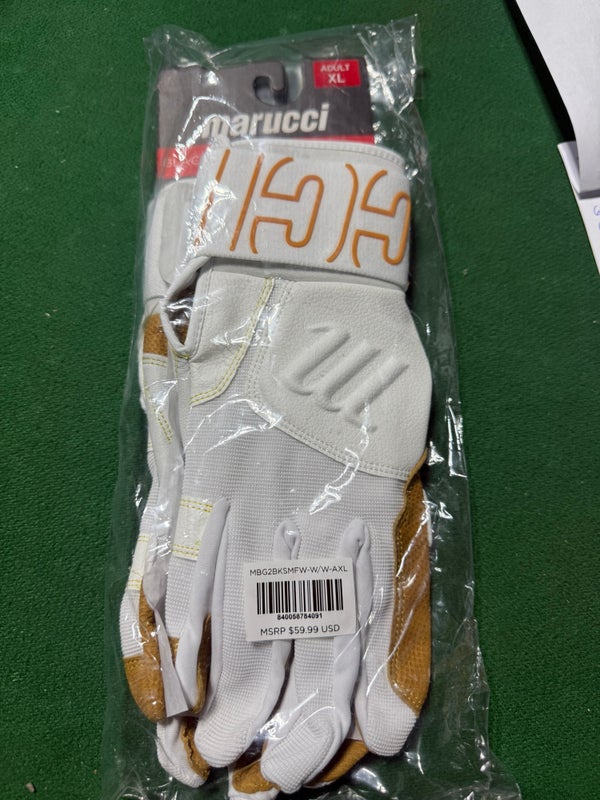 ADULT
XL
marucci
MBG2BKSMFW-W/W-AXL
840058784091
MSRP $59.99 USD